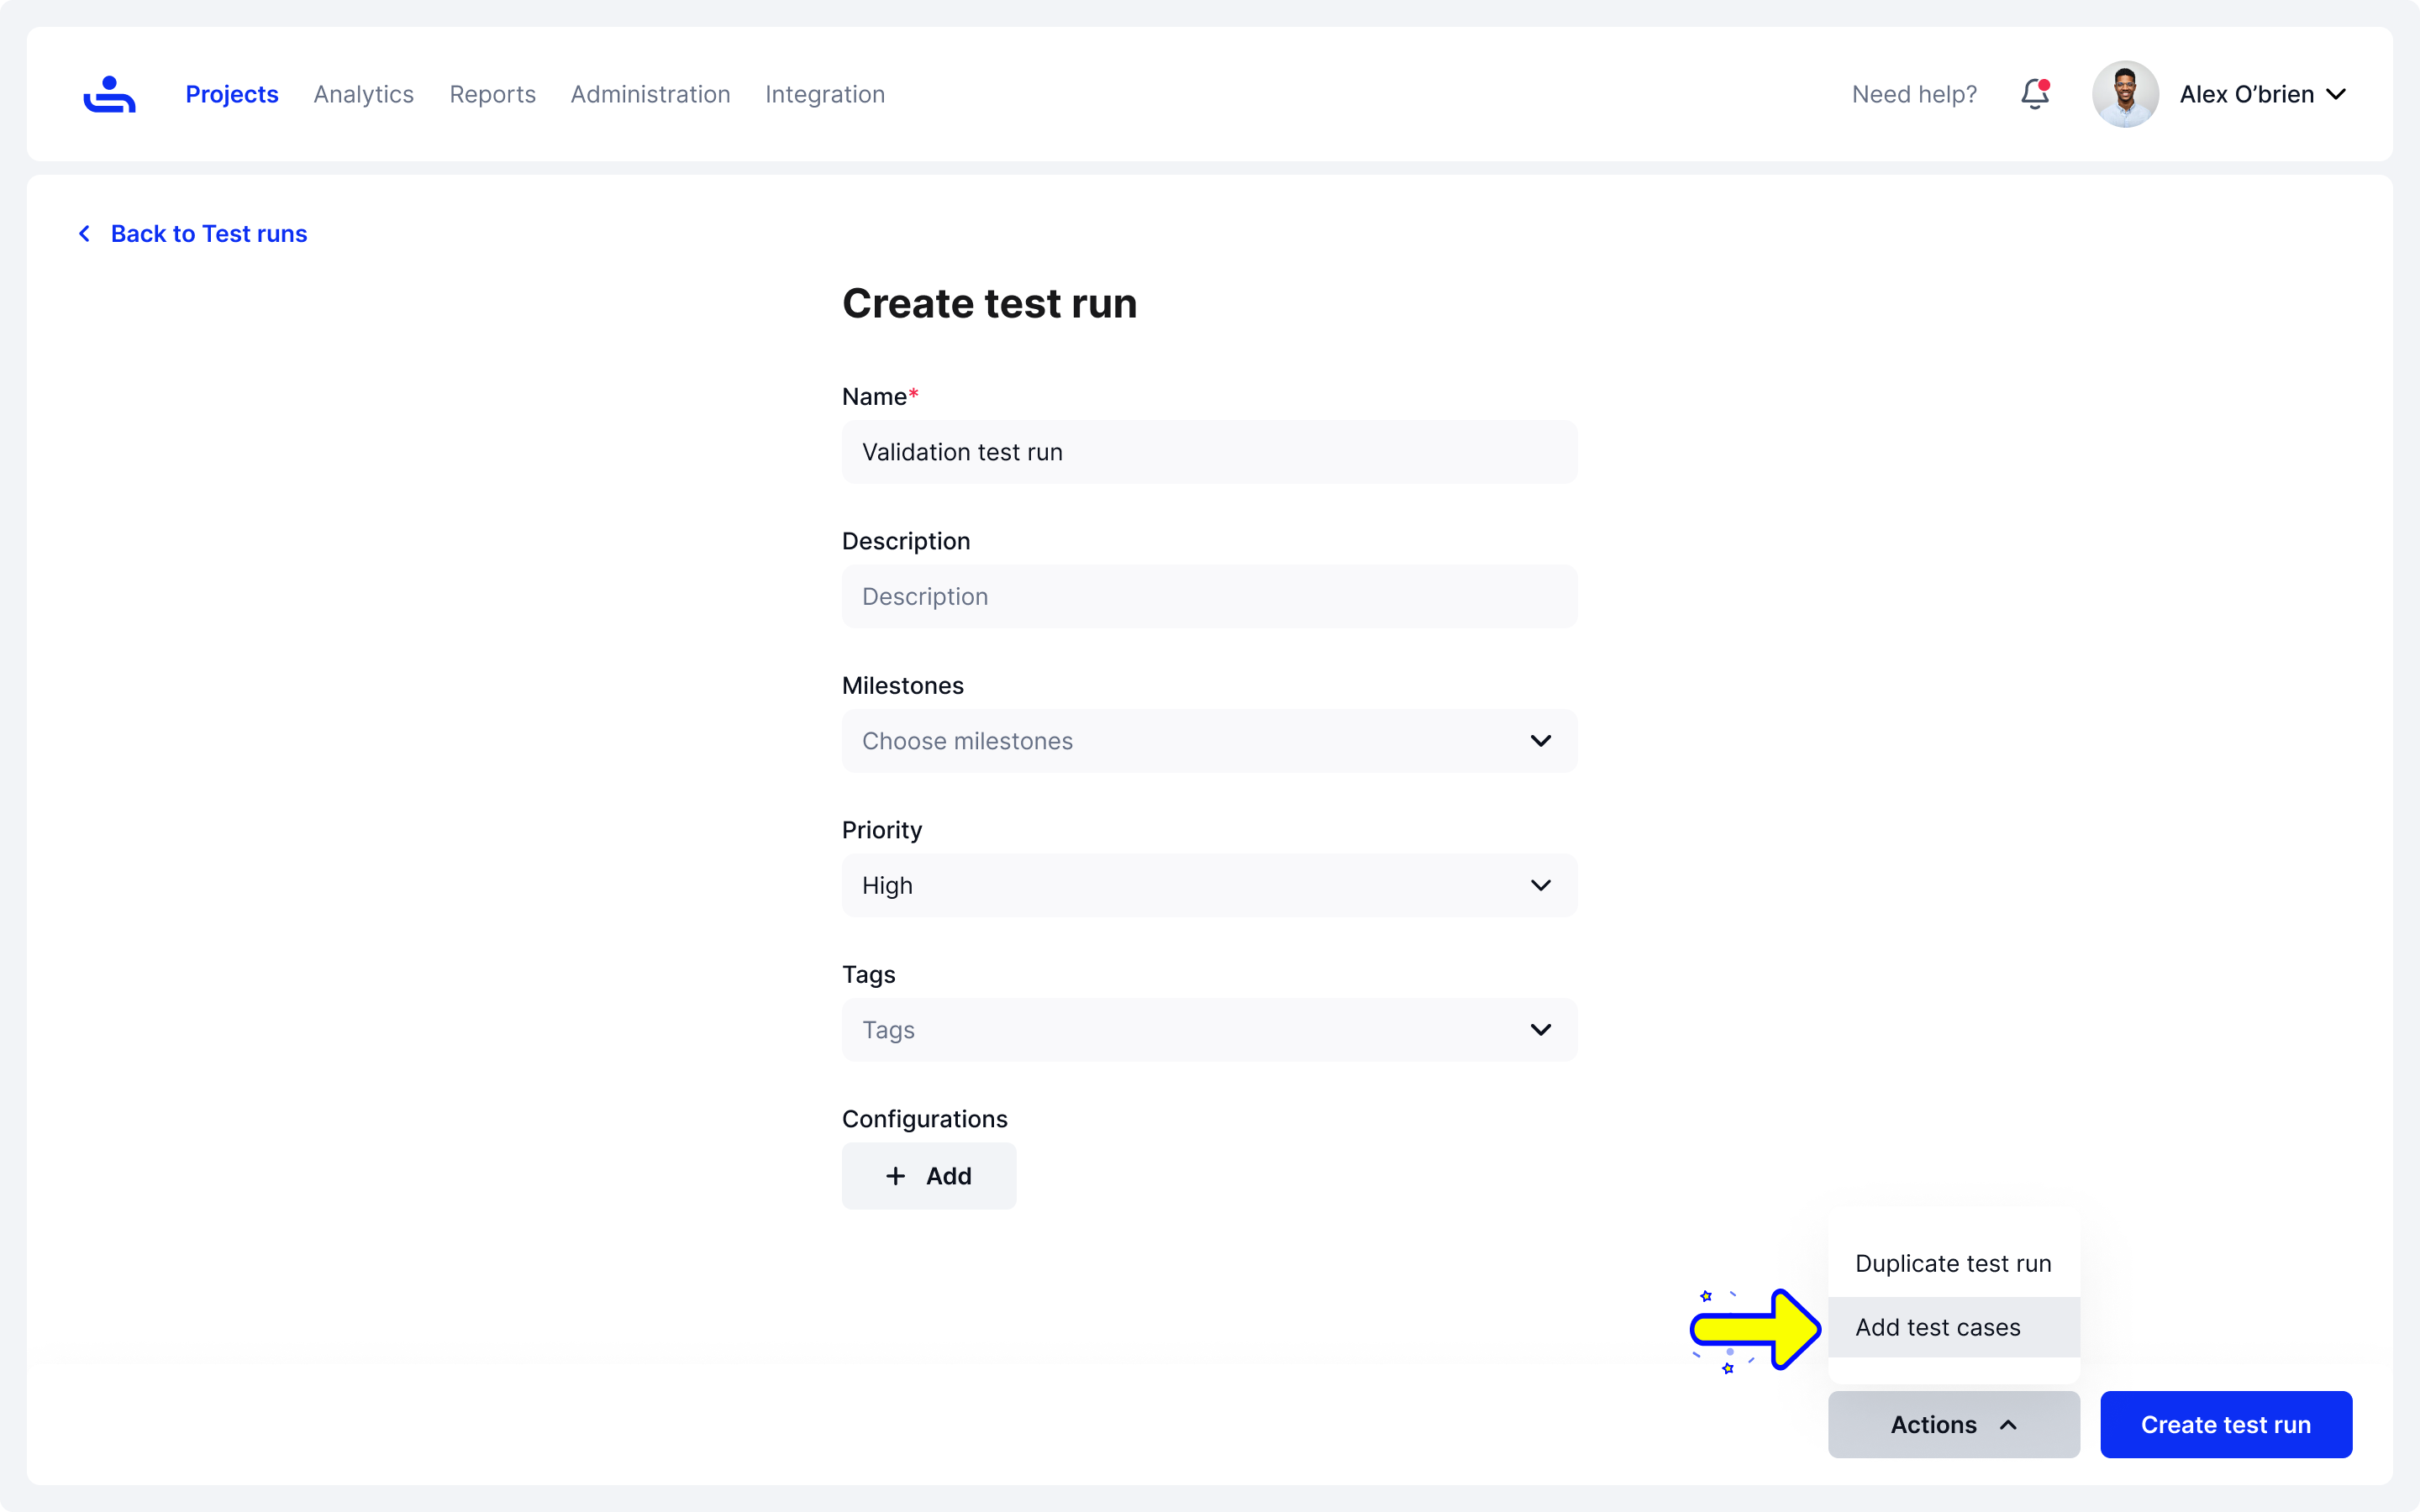 Projects Analytics Reports Administration Integration Need help? Alex O’brien
Back to Test runs
Create test run
Name*
Validation test run
Description
Description
Milestones
Choose milestones
Priority
High
Tags
Tags
Configurations
+ Add
Duplicate test run
Add test cases
Actions
Create test run